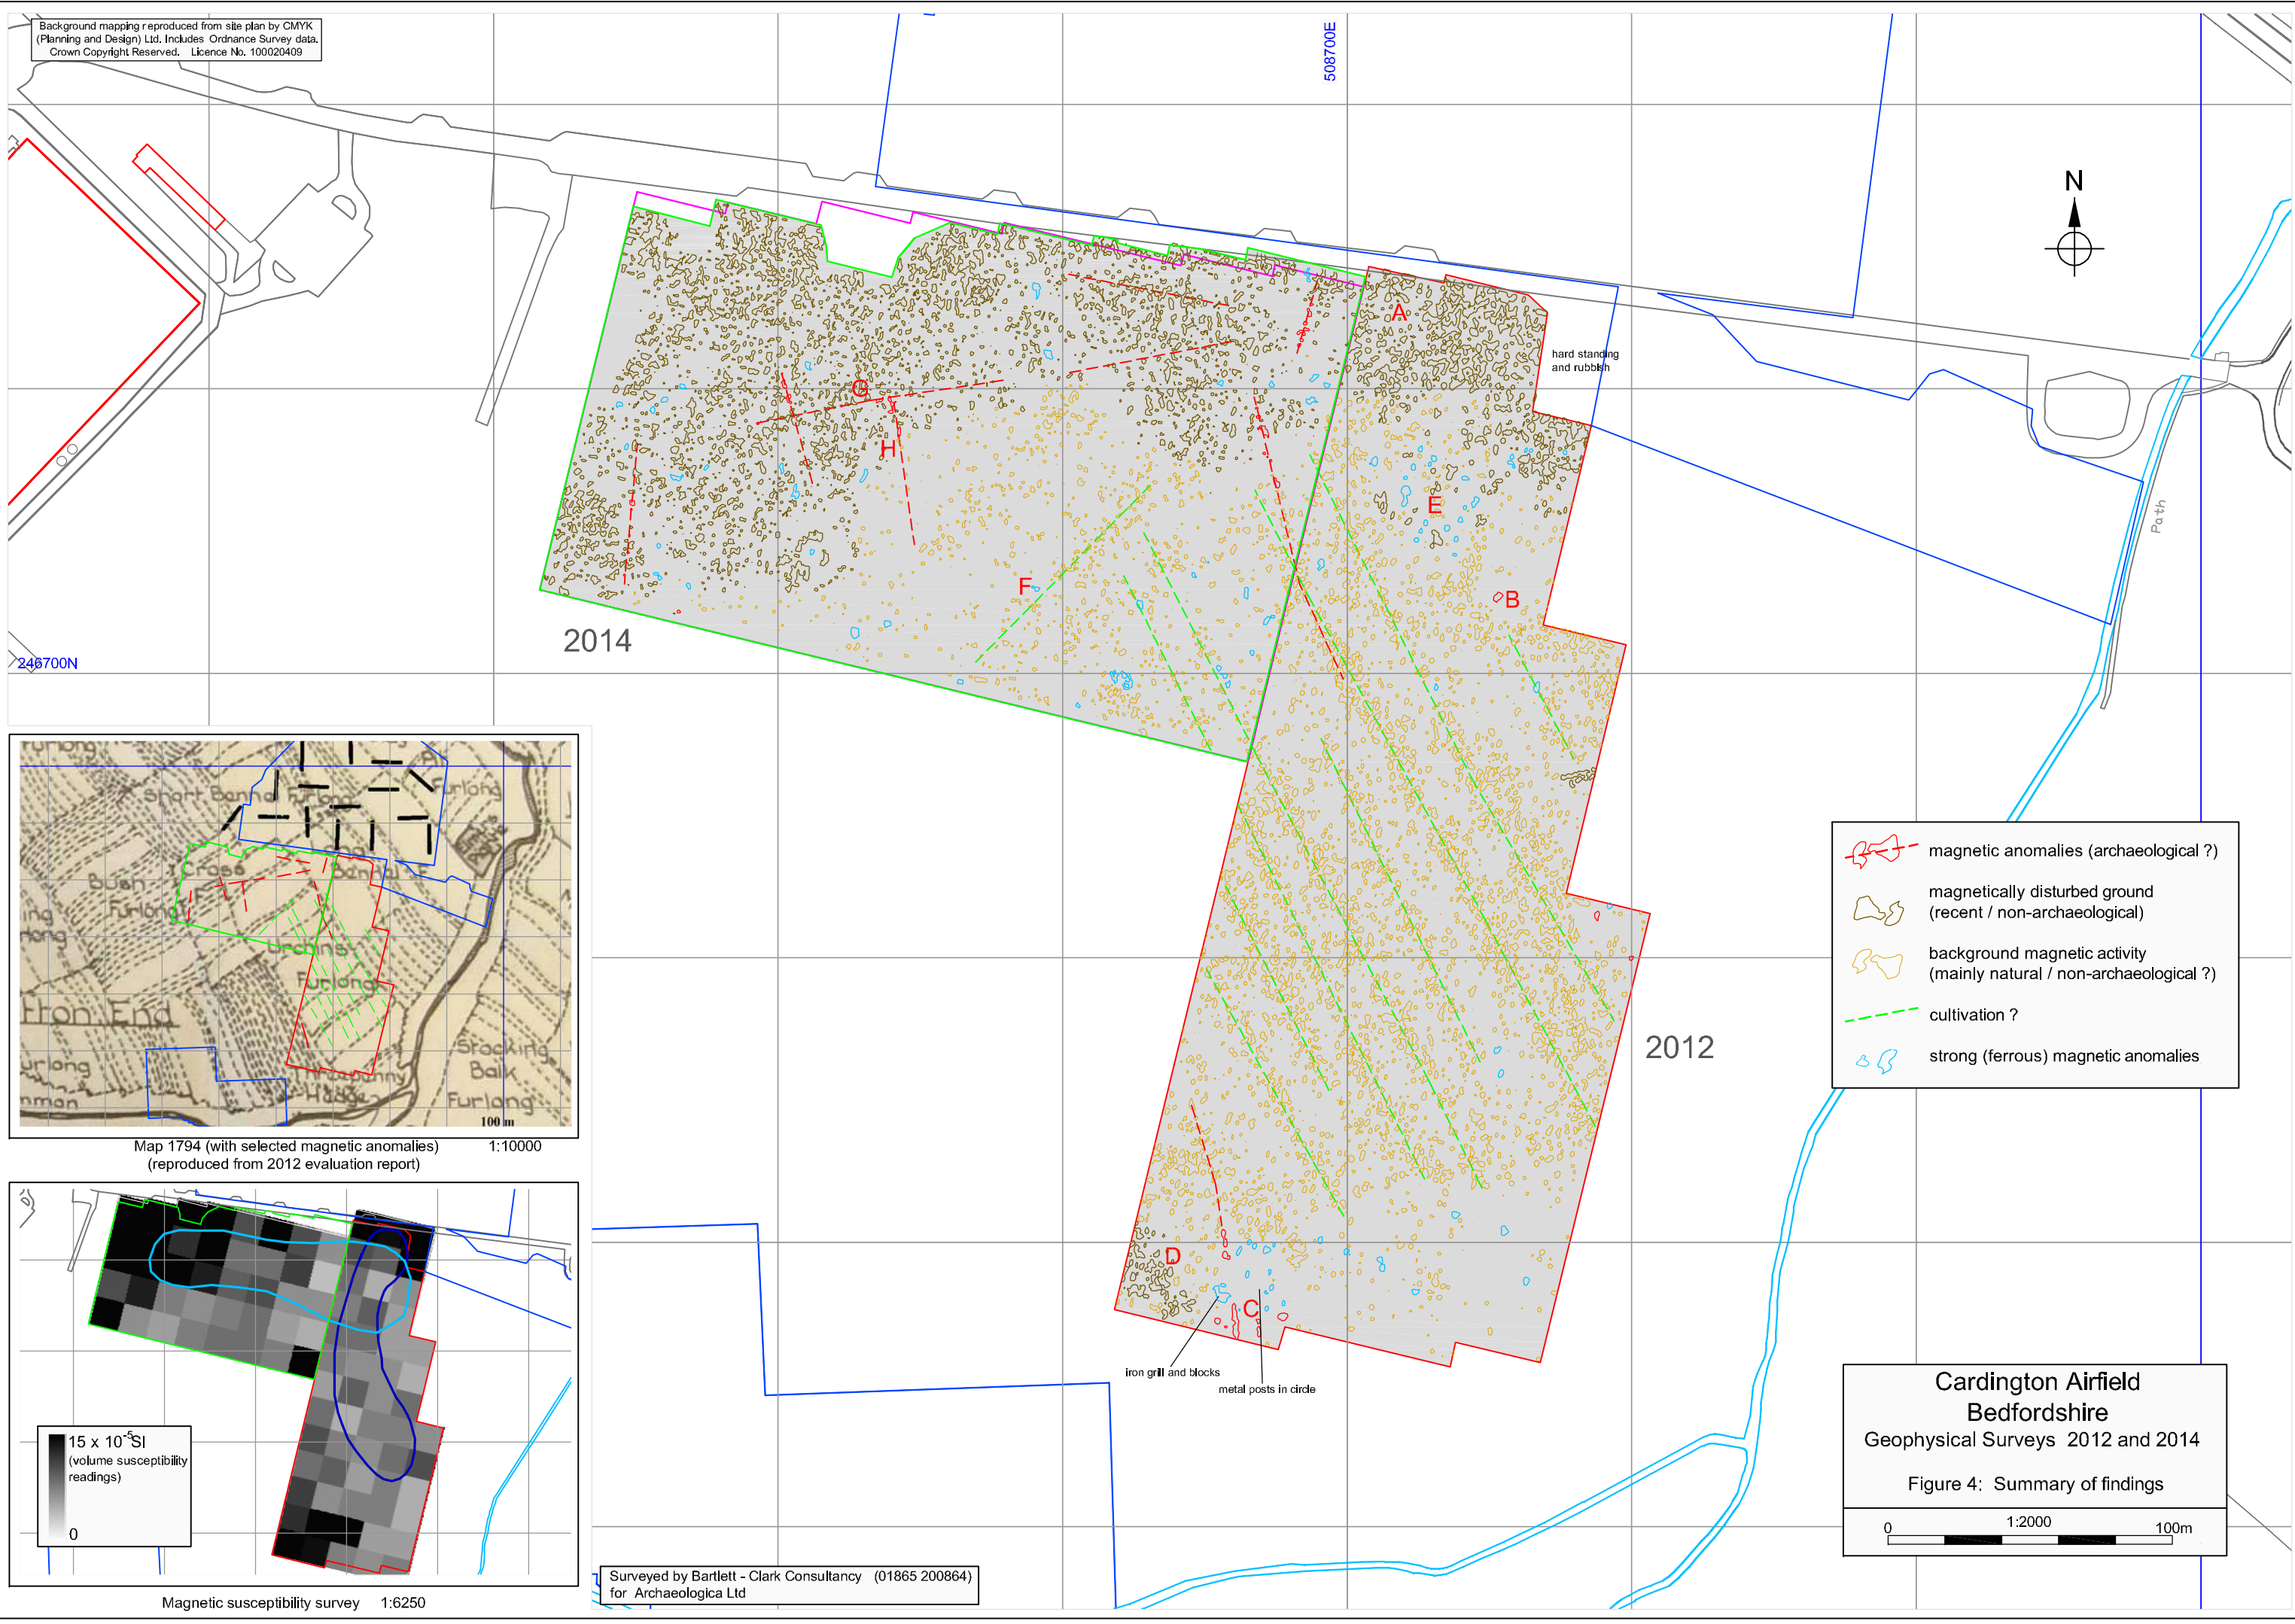 Background mapping reproduced from site plan by CMYK
(Planning and Design) Ltd. Includes Ordnance Survey data.
Crown Copyright Reserved. Licence No. 100020409
508700E
N
A
hard standing
and rubbish
G
H
E
Path
F
B
2014
246700N
Short Bennal Furlong
Furlong
Cross
Bush
Furlong
Furlong
End
Stocking
Balk
Furlong
Hedge
100 m
Map 1794 (with selected magnetic anomalies) 1:10000
(reproduced from 2012 evaluation report)
magnetic anomalies (archaeological ?)
magnetically disturbed ground
(recent / non-archaeological)
background magnetic activity
(mainly natural / non-archaeological ?)
cultivation ?
strong (ferrous) magnetic anomalies
2012
D
C
iron grill and blocks
metal posts in circle
15 x 10⁻⁵SI
(volume susceptibility
readings)
0
Magnetic susceptibility survey 1:6250
Surveyed by Bartlett - Clark Consultancy (01865 200864)
for Archaeologica Ltd
Cardington Airfield
Bedfordshire
Geophysical Surveys 2012 and 2014
Figure 4: Summary of findings
0 1:2000 100m